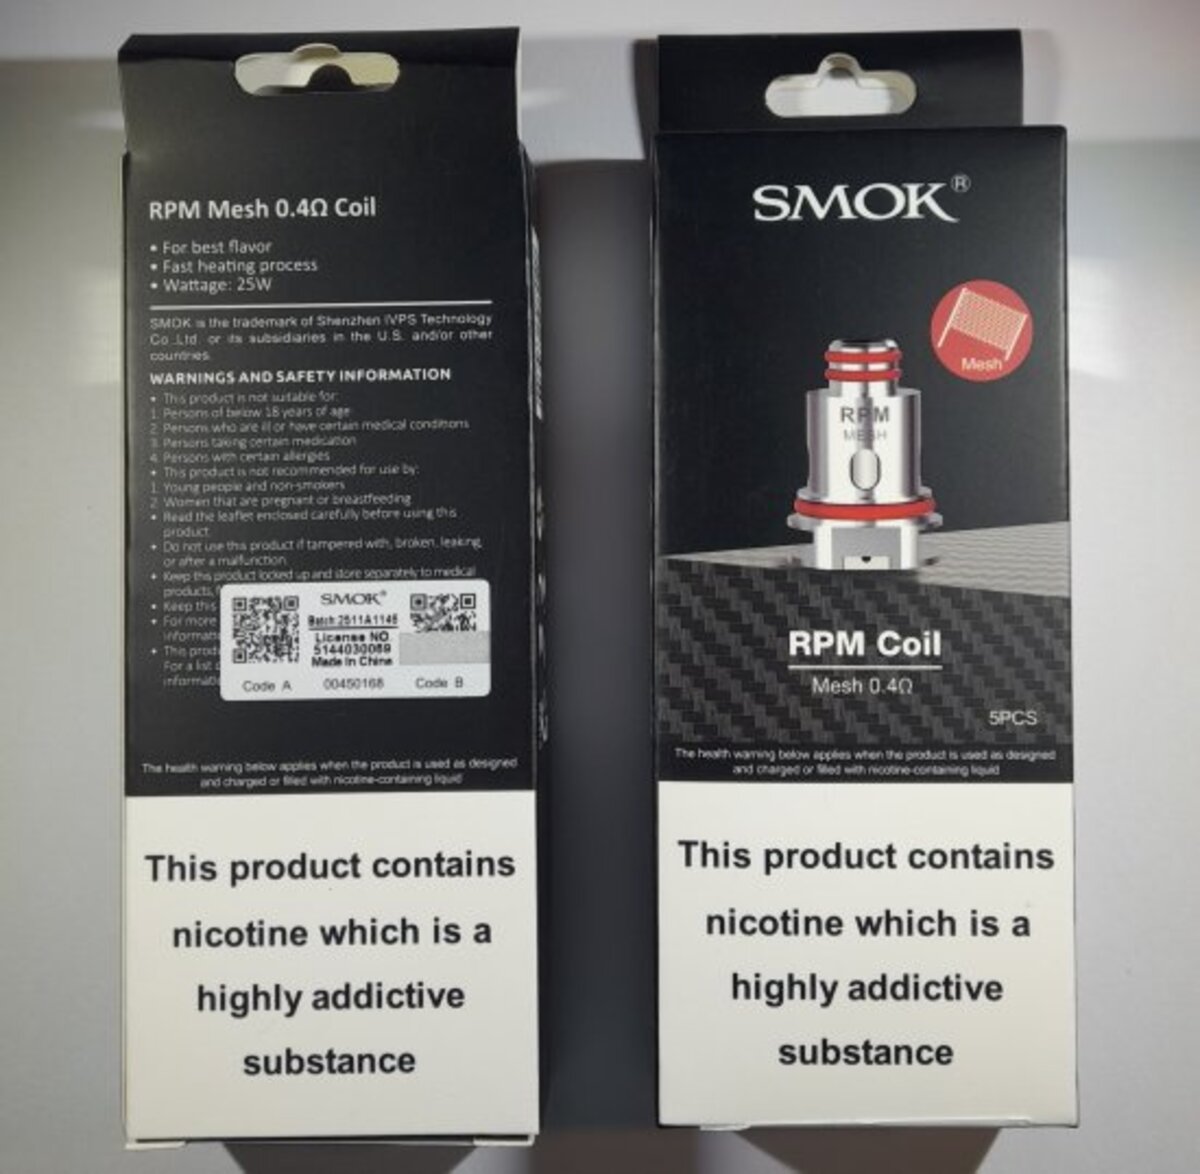 RPM Mesh 0.4Ω Coil
• For best flavor
• Fast heating process
• Wattage: 25W
SMOK is the trademark of Shenzhen IVPS Technology
Co.,Ltd. or its subsidiaries in the U.S. and/or other
countries.
WARNINGS AND SAFETY INFORMATION
• This product is not suitable for:
1. Persons of below 18 years of age
2. Persons who are ill or have certain medical conditions
3. Persons taking certain medication
4. Persons with certain allergies
• This product is not recommended for use by:
1. Young people and non-smokers
2. Women that are pregnant or breastfeeding
• Read the leaflet enclosed carefully before using this
product.
• Do not use this product if tampered with, broken, leaking,
or after a malfunction.
• Keep this product locked up and store separately to medical
products,
• Keep this
• For more
informati
• This prod
For a list
informati
SMOK®
Batch:2511A1146
License NO.
5144030089
Made in China
Code A 00450168 Code B
The health warning below applies when the product is used as designed
and charged or filled with nicotine-containing liquid
This product contains
nicotine which is a
highly addictive
substance
SMOK®
Mesh
RPM
MESH
RPM Coil
Mesh 0.4Ω
5PCS
The health warning below applies when the product is used as designed
and charged or filled with nicotine-containing liquid
This product contains
nicotine which is a
highly addictive
substance